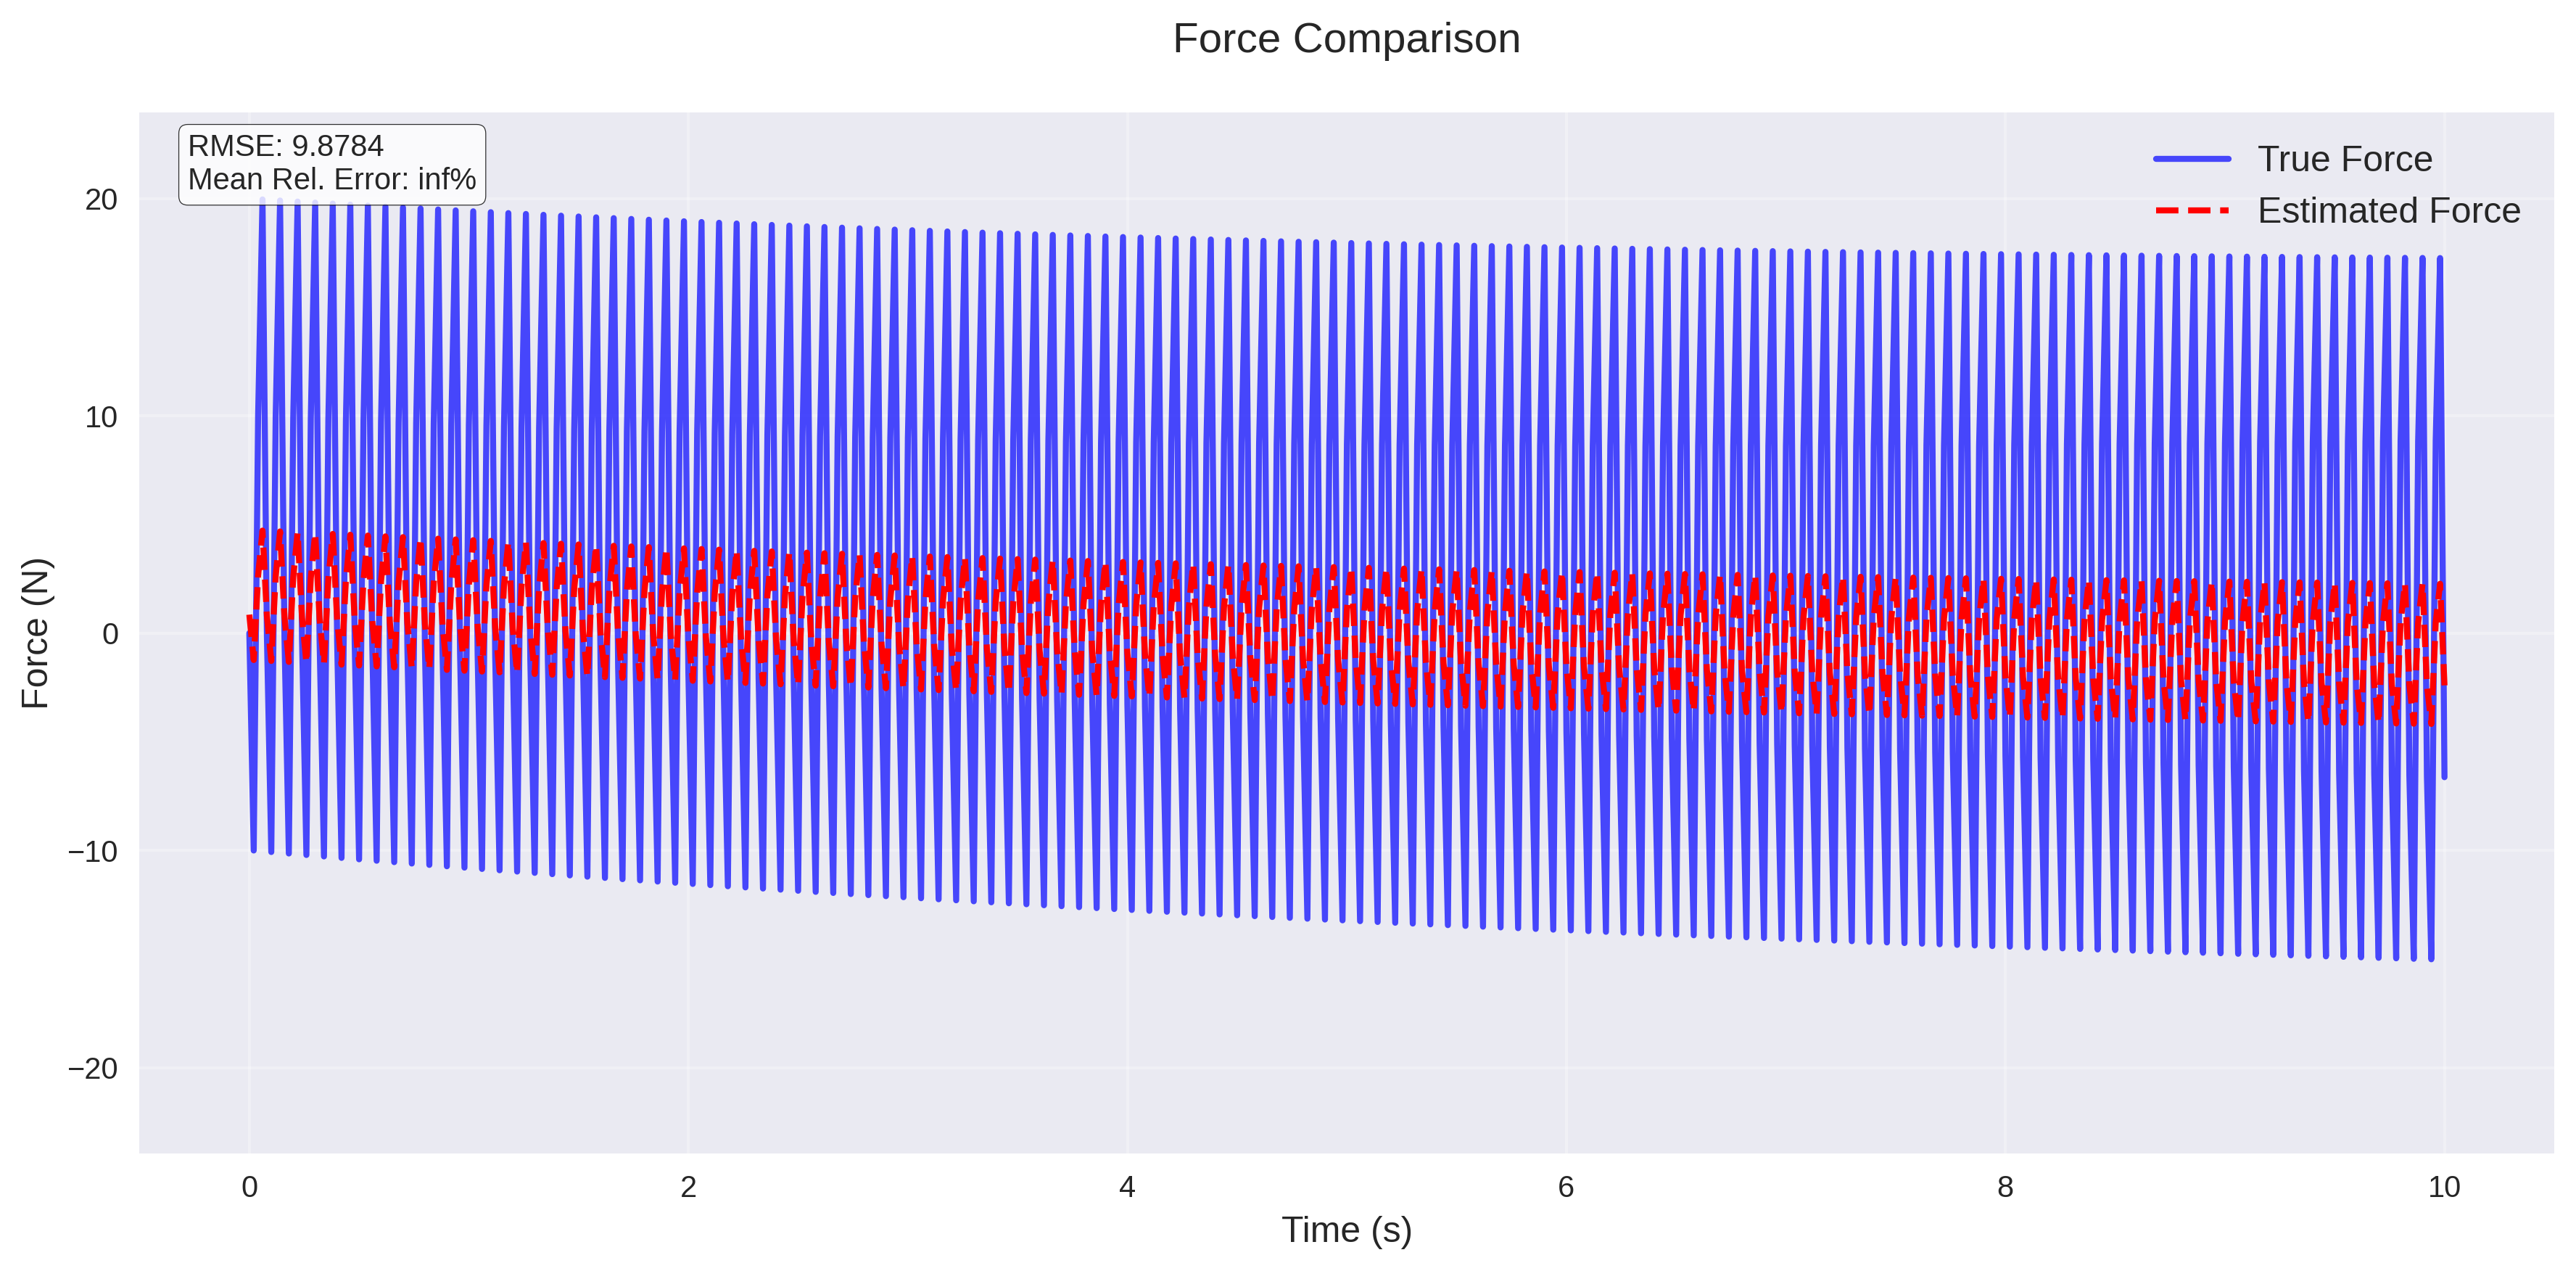 Force Comparison
RMSE: 9.8784
Mean Rel. Error: inf%
True Force
Estimated Force
20
10
0
−10
−20
Force (N)
0
2
4
6
8
10
Time (s)